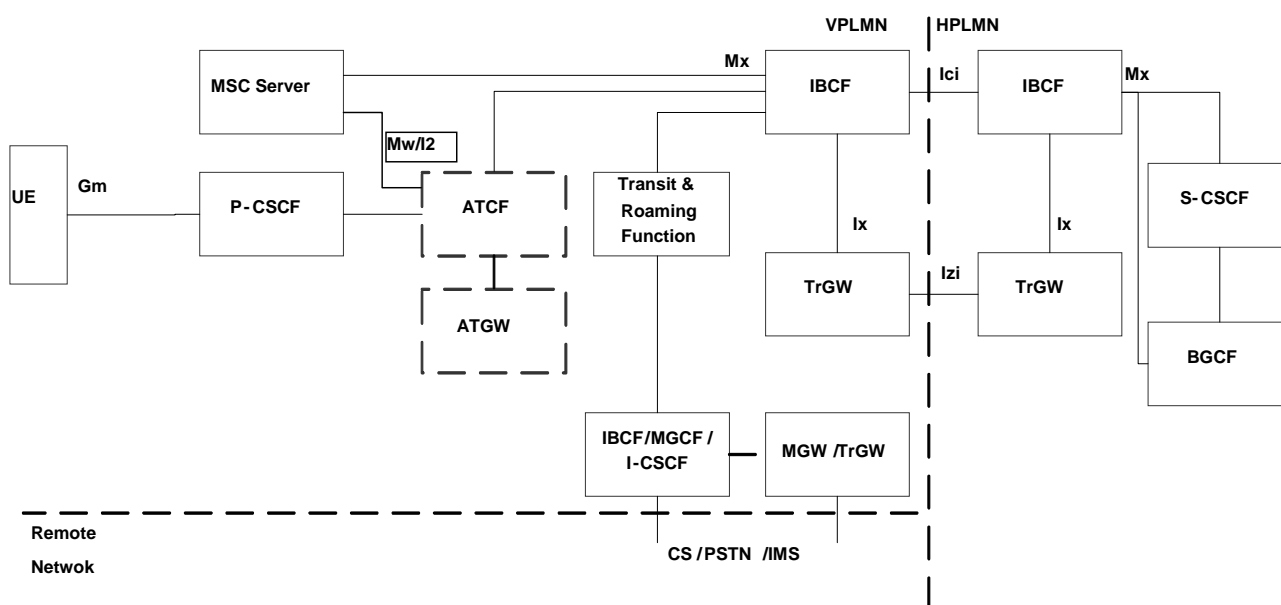 VPLMN
HPLMN
MSC Server
Mx
IBCF
Ici
IBCF
Mx
Mw/I2
UE
Gm
P-CSCF
ATCF
Transit &
Roaming
Function
Ix
Ix
S-CSCF
ATGW
TrGW
Izi
TrGW
BGCF
IBCF/MGCF/
I-CSCF
MGW /TrGW
Remote
Netwok
CS/PSTN /IMS